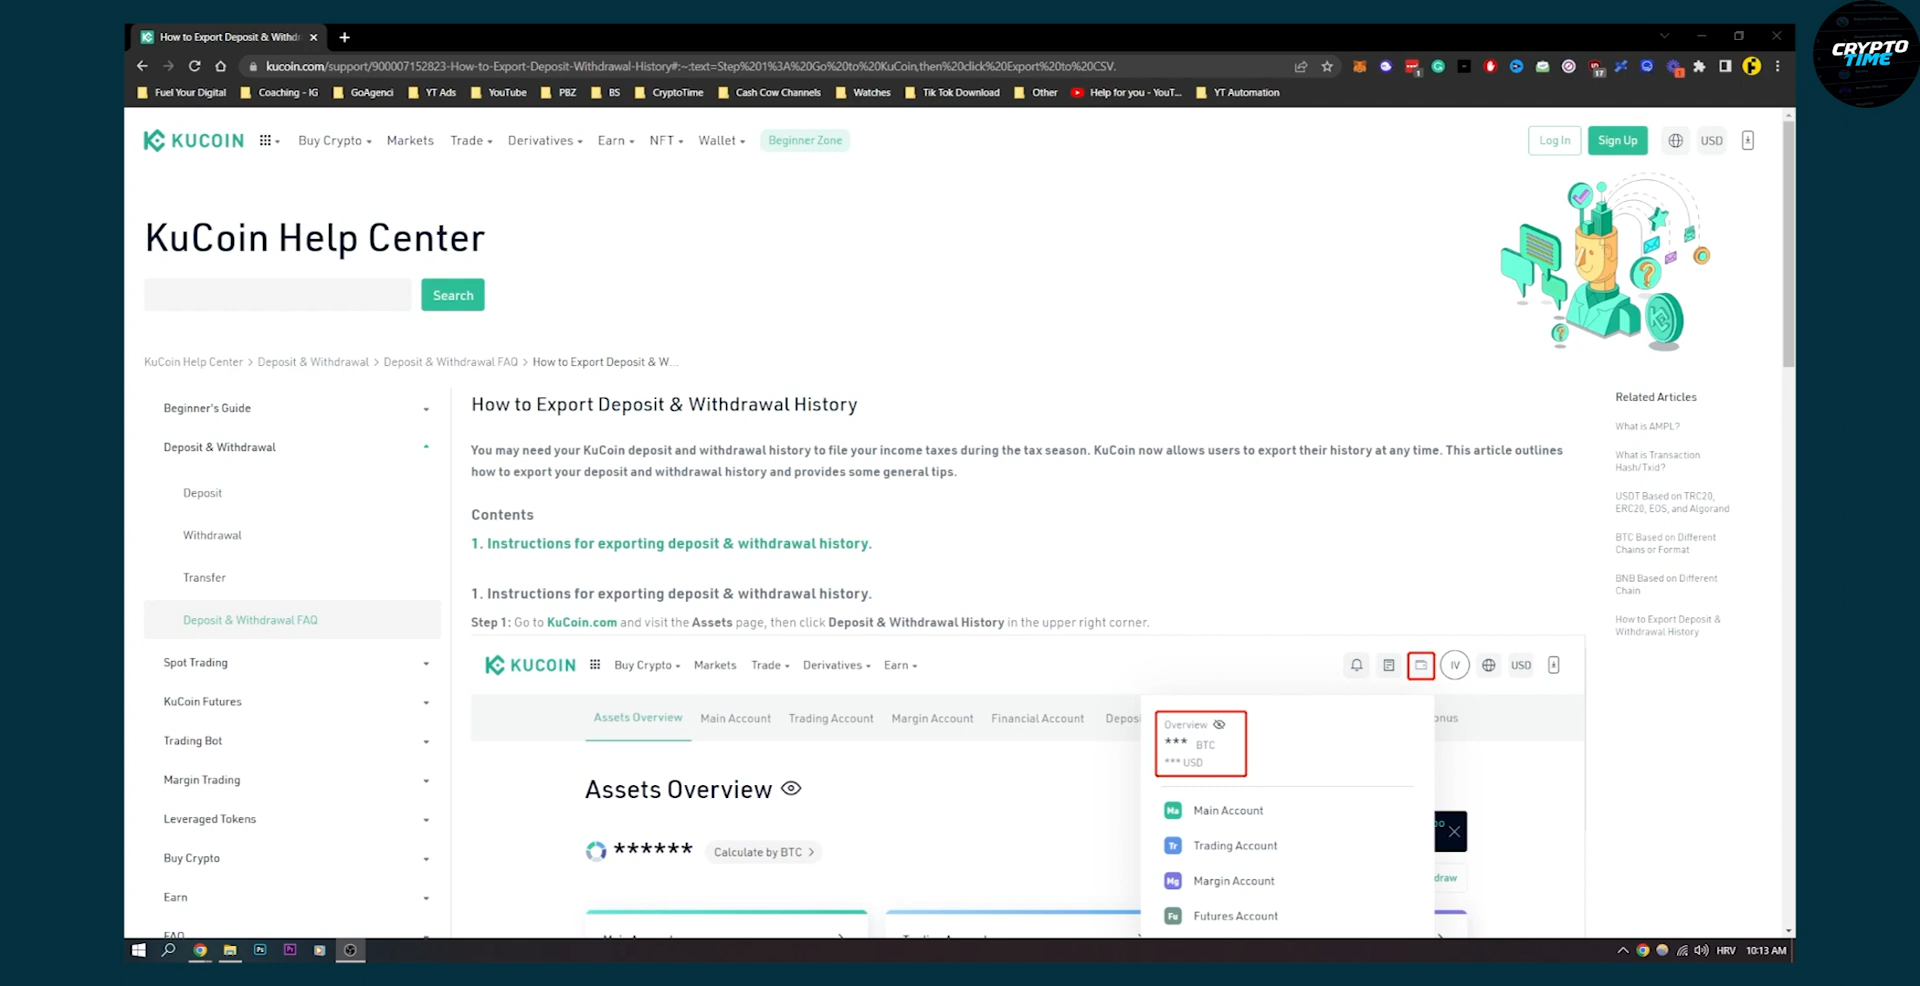 How to Export Deposit & Withd
CRYPTO
TIME
kucoin.com/support/900007152823-How-to-Export-Deposit-Withdrawal-History#:~:text=Step%201%3A%20Go%20to%20KuCoin,then%20click%20Export%20to%20CSV.
Fuel Your Digital Coaching - IG GoAgenci YT Ads YouTube PBZ BS CryptoTime Cash Cow Channels Watches Tik Tok Download Other Help for you - YouT... YT Automation
KUCOIN Buy Crypto Markets Trade Derivatives Earn NFT Wallet Beginner Zone Log In Sign Up USD
KuCoin Help Center
Search
KuCoin Help Center > Deposit & Withdrawal > Deposit & Withdrawal FAQ > How to Export Deposit & W...
Beginner's Guide
Deposit & Withdrawal
Deposit
Withdrawal
Transfer
Deposit & Withdrawal FAQ
Spot Trading
KuCoin Futures
Trading Bot
Margin Trading
Leveraged Tokens
Buy Crypto
Earn
FAQ
How to Export Deposit & Withdrawal History
You may need your KuCoin deposit and withdrawal history to file your income taxes during the tax season. KuCoin now allows users to export their history at any time. This article outlines
how to export your deposit and withdrawal history and provides some general tips.
Contents
1. Instructions for exporting deposit & withdrawal history.
1. Instructions for exporting deposit & withdrawal history.
Step 1: Go to KuCoin.com and visit the Assets page, then click Deposit & Withdrawal History in the upper right corner.
KUCOIN Buy Crypto Markets Trade Derivatives Earn IV USD
Assets Overview Main Account Trading Account Margin Account Financial Account Depos onus
Overview
*** BTC
*** USD
Assets Overview
****** Calculate by BTC >
Ma Main Account
Tr Trading Account
Mg Margin Account
Fu Futures Account
draw
Related Articles
What is AMPL?
What is Transaction
Hash/Txid?
USDT Based on TRC20,
ERC20, EOS, and Algorand
BTC Based on Different
Chains or Format
BNB Based on Different
Chain
How to Export Deposit &
Withdrawal History
HRV 10:13 AM